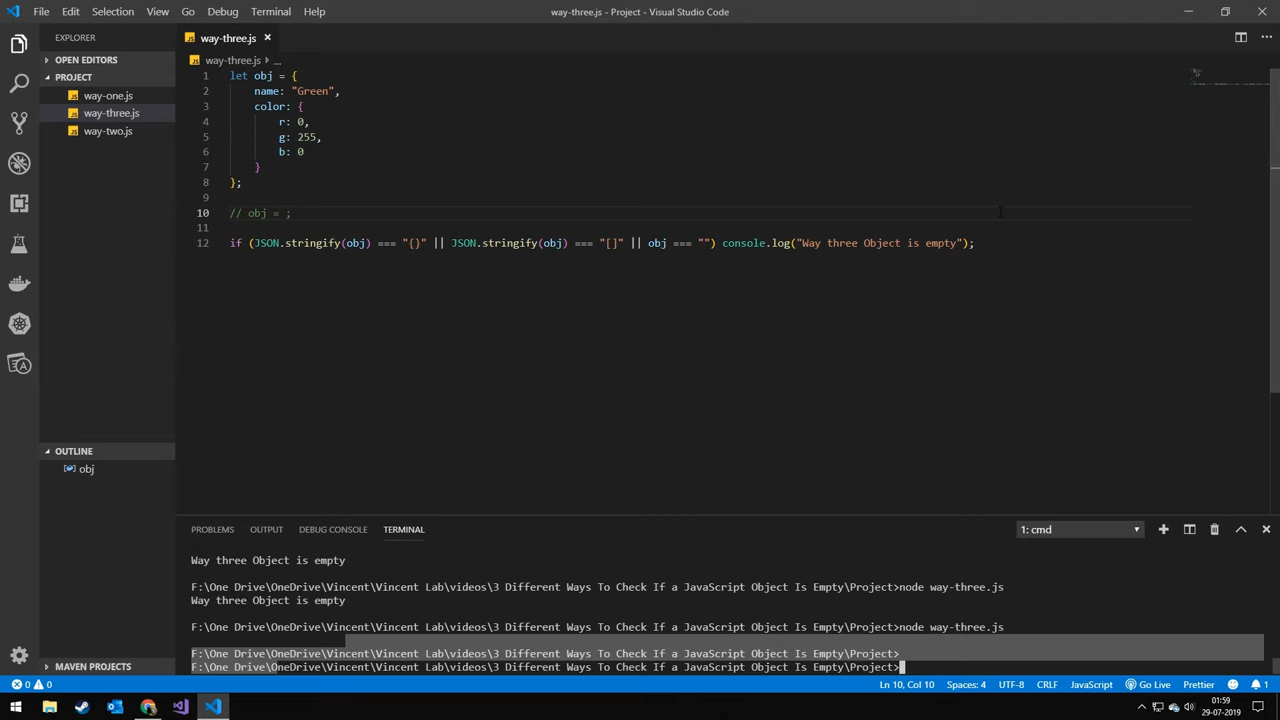 File Edit Selection View Go Debug Terminal Help
way-three.js - Project - Visual Studio Code
EXPLORER
OPEN EDITORS
PROJECT
way-one.js
way-three.js
way-two.js
OUTLINE
obj
MAVEN PROJECTS
way-three.js
way-three.js > ...
1 let obj = {
2 name: "Green",
3 color: {
4 r: 0,
5 g: 255,
6 b: 0
7 }
8 };
9
10 // obj = ;
11
12 if (JSON.stringify(obj) === "{}" || JSON.stringify(obj) === "[]" || obj === "") console.log("Way three Object is empty");
PROBLEMS OUTPUT DEBUG CONSOLE TERMINAL
1: cmd
Way three Object is empty
F:\One Drive\OneDrive\Vincent\Vincent Lab\videos\3 Different Ways To Check If a JavaScript Object Is Empty\Project>node way-three.js
Way three Object is empty
F:\One Drive\OneDrive\Vincent\Vincent Lab\videos\3 Different Ways To Check If a JavaScript Object Is Empty\Project>node way-three.js
F:\One Drive\OneDrive\Vincent\Vincent Lab\videos\3 Different Ways To Check If a JavaScript Object Is Empty\Project>
F:\One Drive\OneDrive\Vincent\Vincent Lab\videos\3 Different Ways To Check If a JavaScript Object Is Empty\Project>
0 0
Ln 10, Col 10 Spaces: 4 UTF-8 CRLF JavaScript Go Live Prettier 1
01:59
29-07-2019